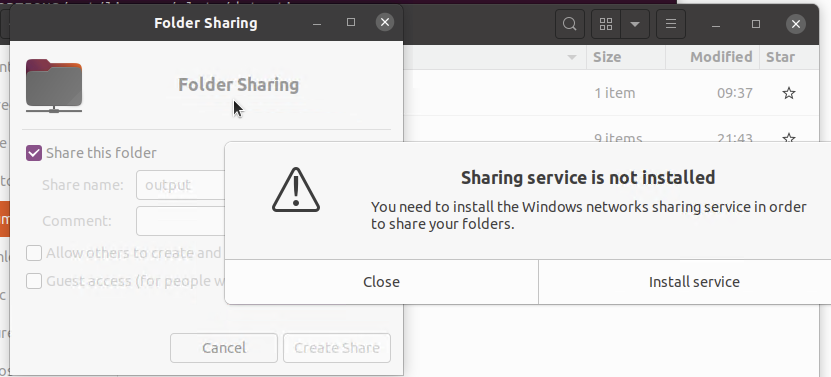 Folder Sharing
Size
Modified
Star
Folder Sharing
1 item
09:37
9 items
21:43
Share this folder
Share name:
output
Comment:
Allow others to create and
Guest access (for people w
Sharing service is not installed
You need to install the Windows networks sharing service in order
to share your folders.
Close
Install service
Cancel
Create Share